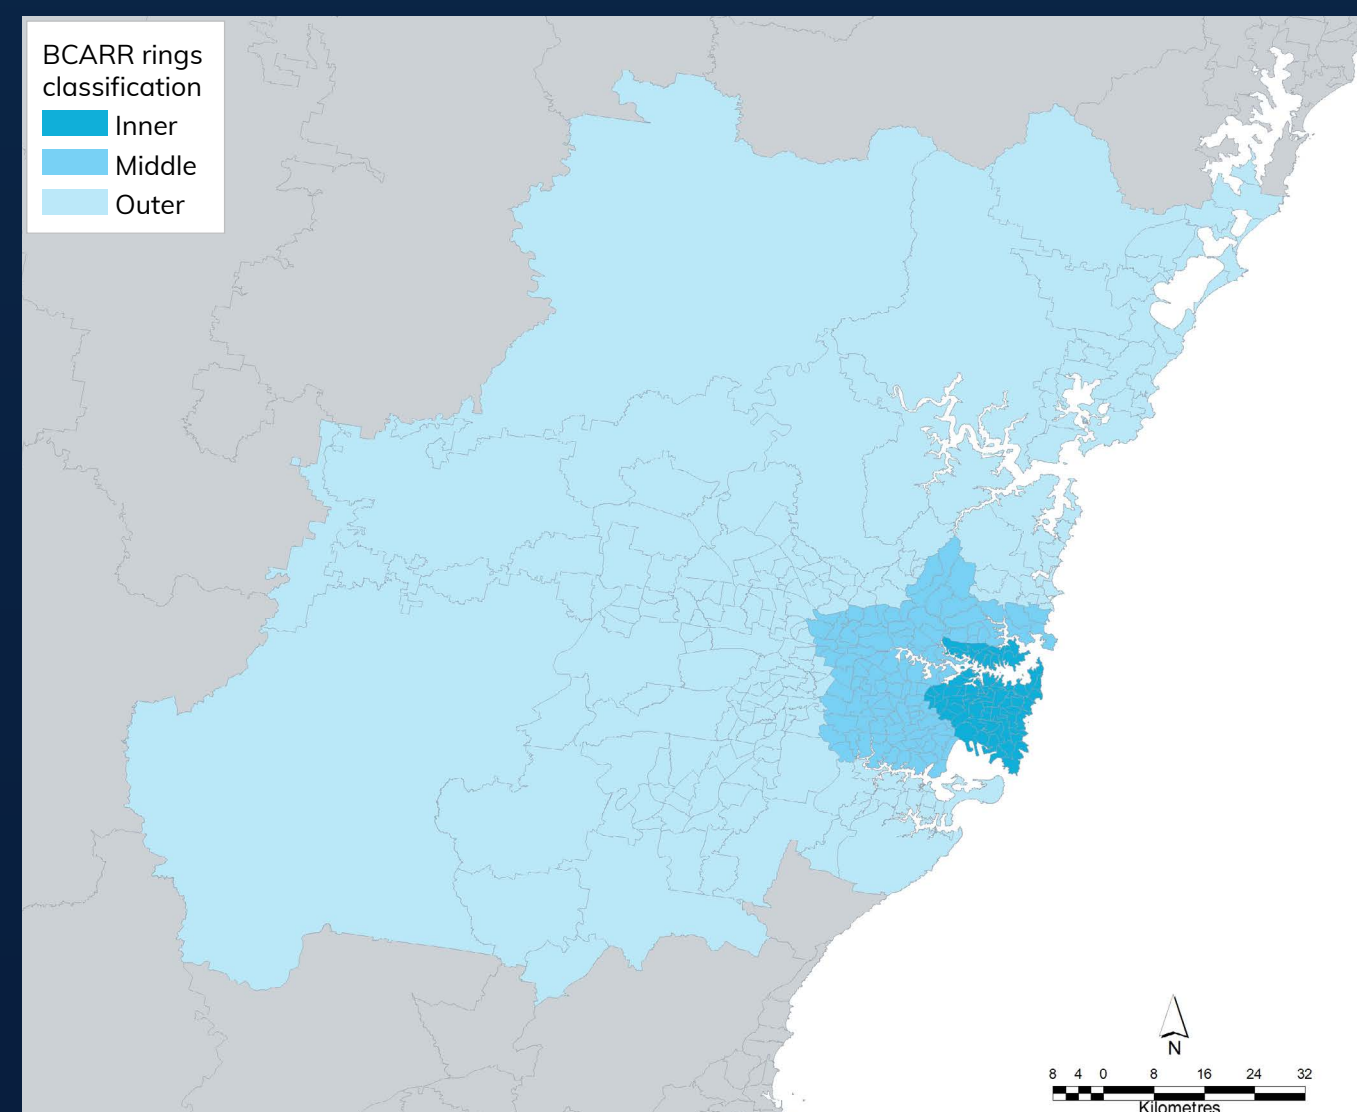 BCARR rings
classification
Inner
Middle
Outer
N
8 4 0 8 16 24 32
Kilometres